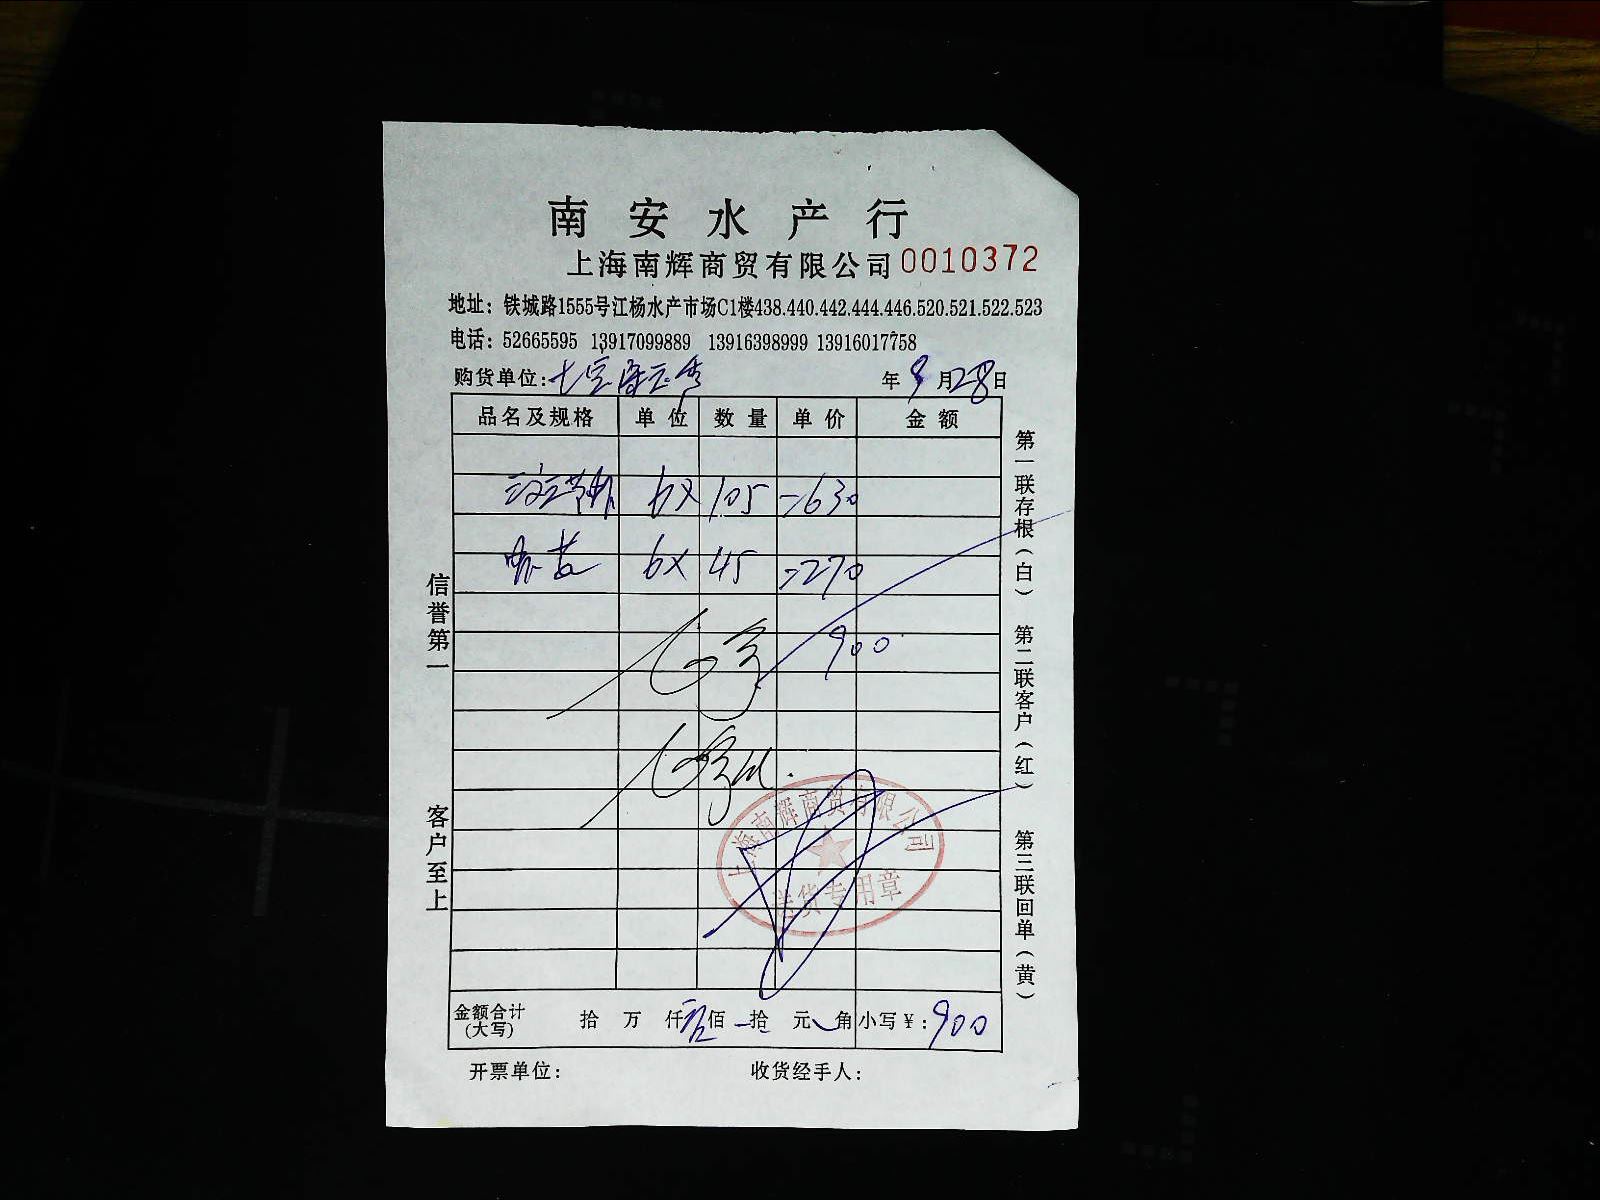 南安水产行
上海南辉商贸有限公司 0010372
地址：铁城路1555号江杨水产市场C1楼438.440.442.444.446.520.521.522.523
电话：52665595 13917099889 13916398999 13916017758
购货单位：七宝 年 9 月 28 日
品名及规格 单位 数量 单价 金额
6× 105 =630
6× 45 =270
900
信誉第一 客户至上
第一联存根（白） 第二联客户（红） 第三联回单（黄）
上海南辉商贸有限公司
送货专用章
金额合计(大写) 拾 万 仟 佰 拾 元 角 小写￥：900
开票单位： 收货经手人：